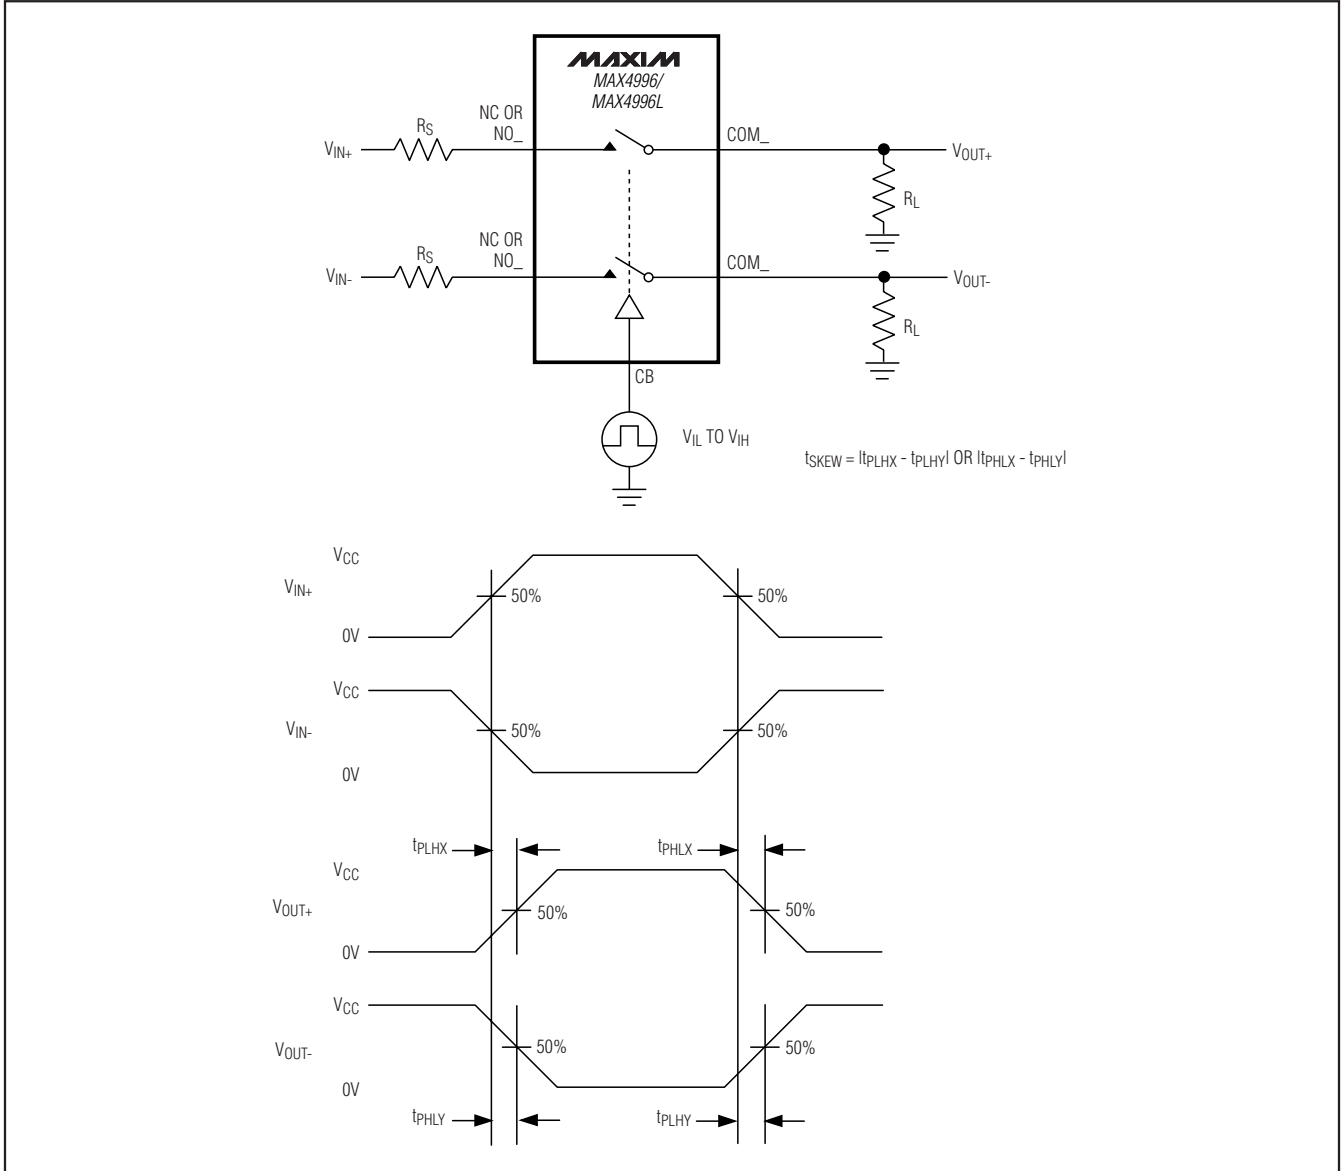 MAXIM
MAX4996/
MAX4996L
NC OR
NO_
RS
VIN+
COM_
VOUT+
RL
NC OR
NO_
RS
VIN-
COM_
VOUT-
RL
CB
VIL TO VIH
tSKEW = |tPLHX - tPLHY| OR |tPHLX - tPHLY|
VCC
VIN+
50%
50%
0V
VCC
VIN-
50%
50%
0V
tPLHX
tPHLX
VCC
VOUT+
50%
50%
0V
VCC
VOUT-
50%
50%
0V
tPHLY
tPLHY